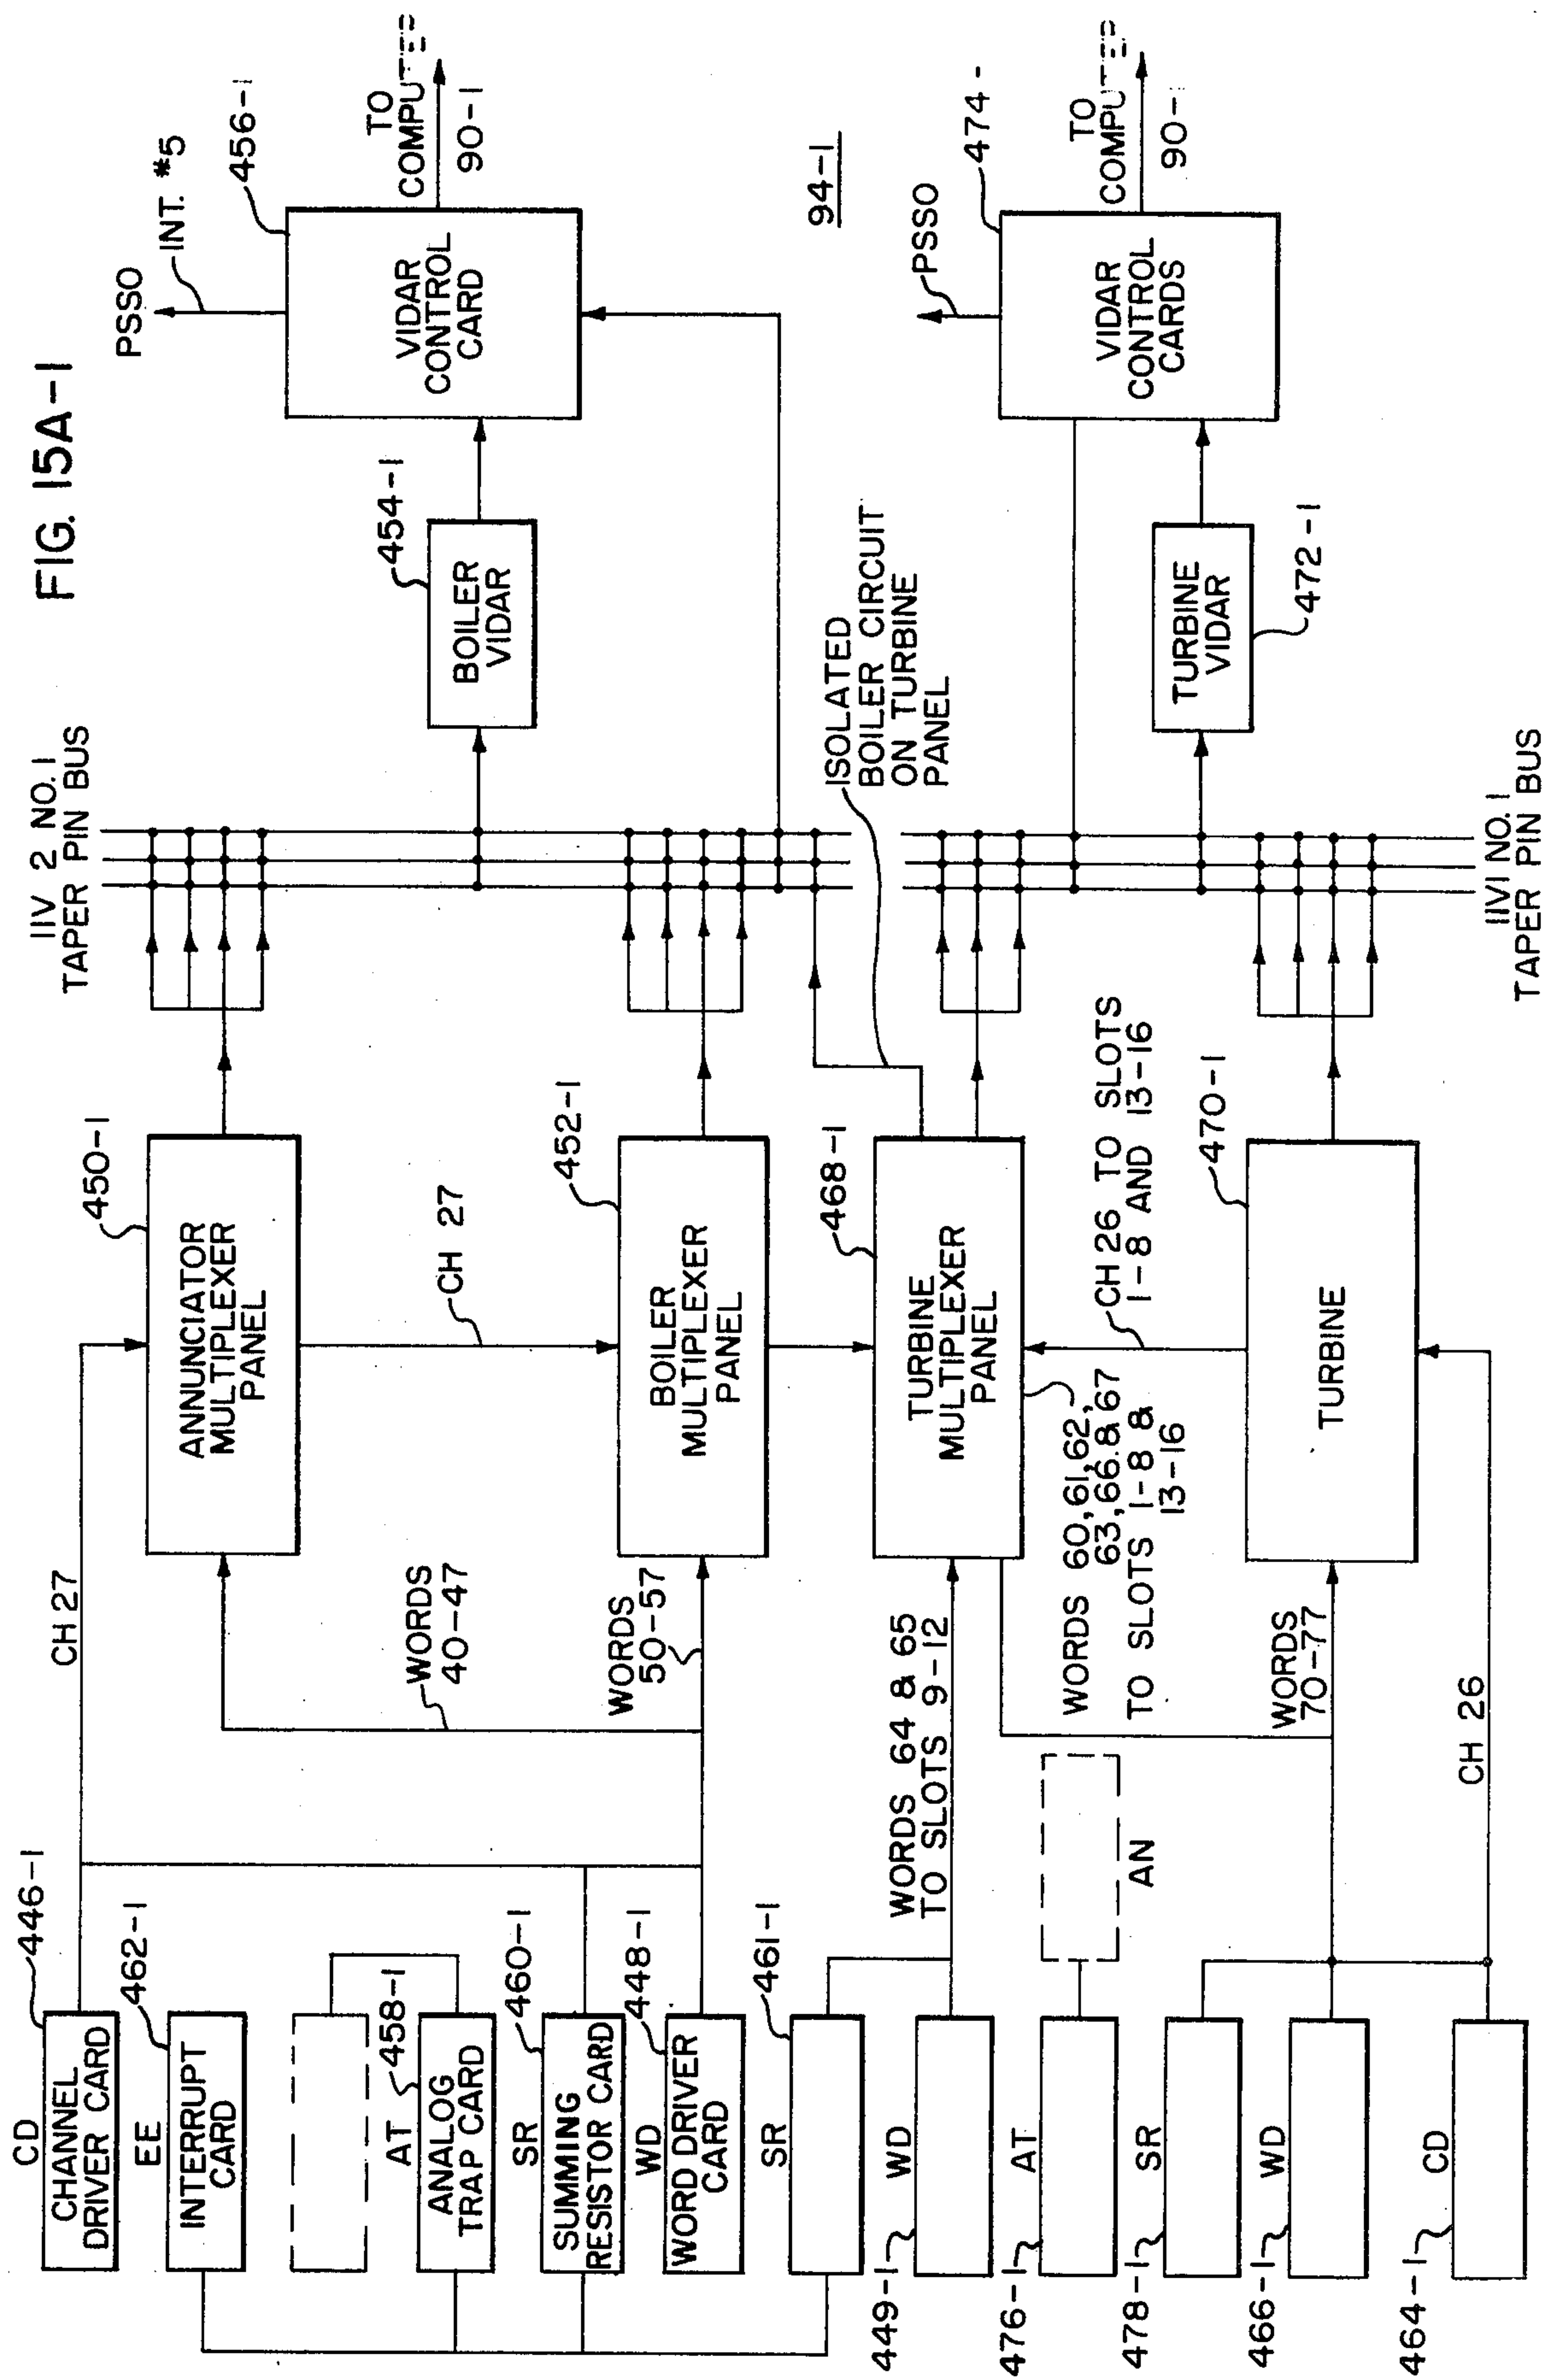 FIG. 15A-1
CD
CHANNEL
DRIVER CARD
446-1
EE
INTERRUPT
CARD
462-1
AT
ANALOG
TRAP CARD
458-1
SR
SUMMING
RESISTOR CARD
460-1
WD
WORD DRIVER
CARD
448-1
SR
461-1
WD
449-1
AT
476-1
AN
SR
478-1
WD
466-1
CD
464-1
CH 27
WORDS
40-47
WORDS
50-57
WORDS 64 & 65
TO SLOTS 9-12
WORDS 60,61,62,
63,66.& 67
TO SLOTS 1-8 &
13-16
WORDS
70-77
CH 26
ANNUNCIATOR
MULTIPLEXER
PANEL
450-1
CH 27
BOILER
MULTIPLEXER
PANEL
452-1
TURBINE
MULTIPLEXER
PANEL
468-1
CH 26 TO SLOTS
1-8 AND 13-16
TURBINE
470-1
11V 2 NO. 1
TAPER PIN BUS
ISOLATED
BOILER CIRCUIT
ON TURBINE
PANEL
11V1 NO. 1
TAPER PIN BUS
BOILER
VIDAR
454-1
TURBINE
VIDAR
472-1
PSSO
INT. #5
VIDAR
CONTROL
CARD
456-1
TO
COMPUTER
90-1
94-1
PSSO
VIDAR
CONTROL
CARDS
474-
TO
COMPUTER
90-1